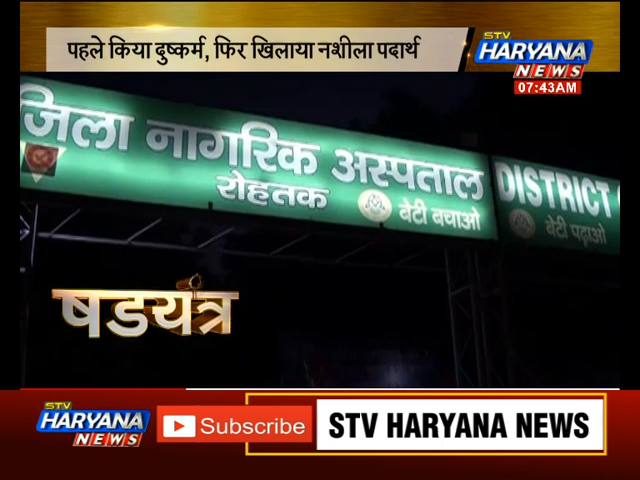 पहले किया दुष्कर्म, फिर खिलाया नशीला पदार्थ
STV
HARYANA
NEWS
07:43AM
जिला नागरिक अस्पताल
रोहतक
बेटी बचाओ
DISTRICT
बेटी पढ़ाओ
षडयंत्र
STV
HARYANA
NEWS
Subscribe
STV HARYANA NEWS